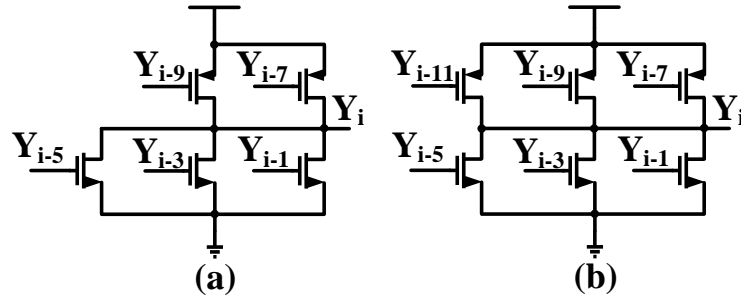 Y_{i-9} Y_{i-7} Y_{i-11} Y_{i-9} Y_{i-7}
Y_i Y_i
Y_{i-5} Y_{i-3} Y_{i-1} Y_{i-5} Y_{i-3} Y_{i-1}
(a) (b)